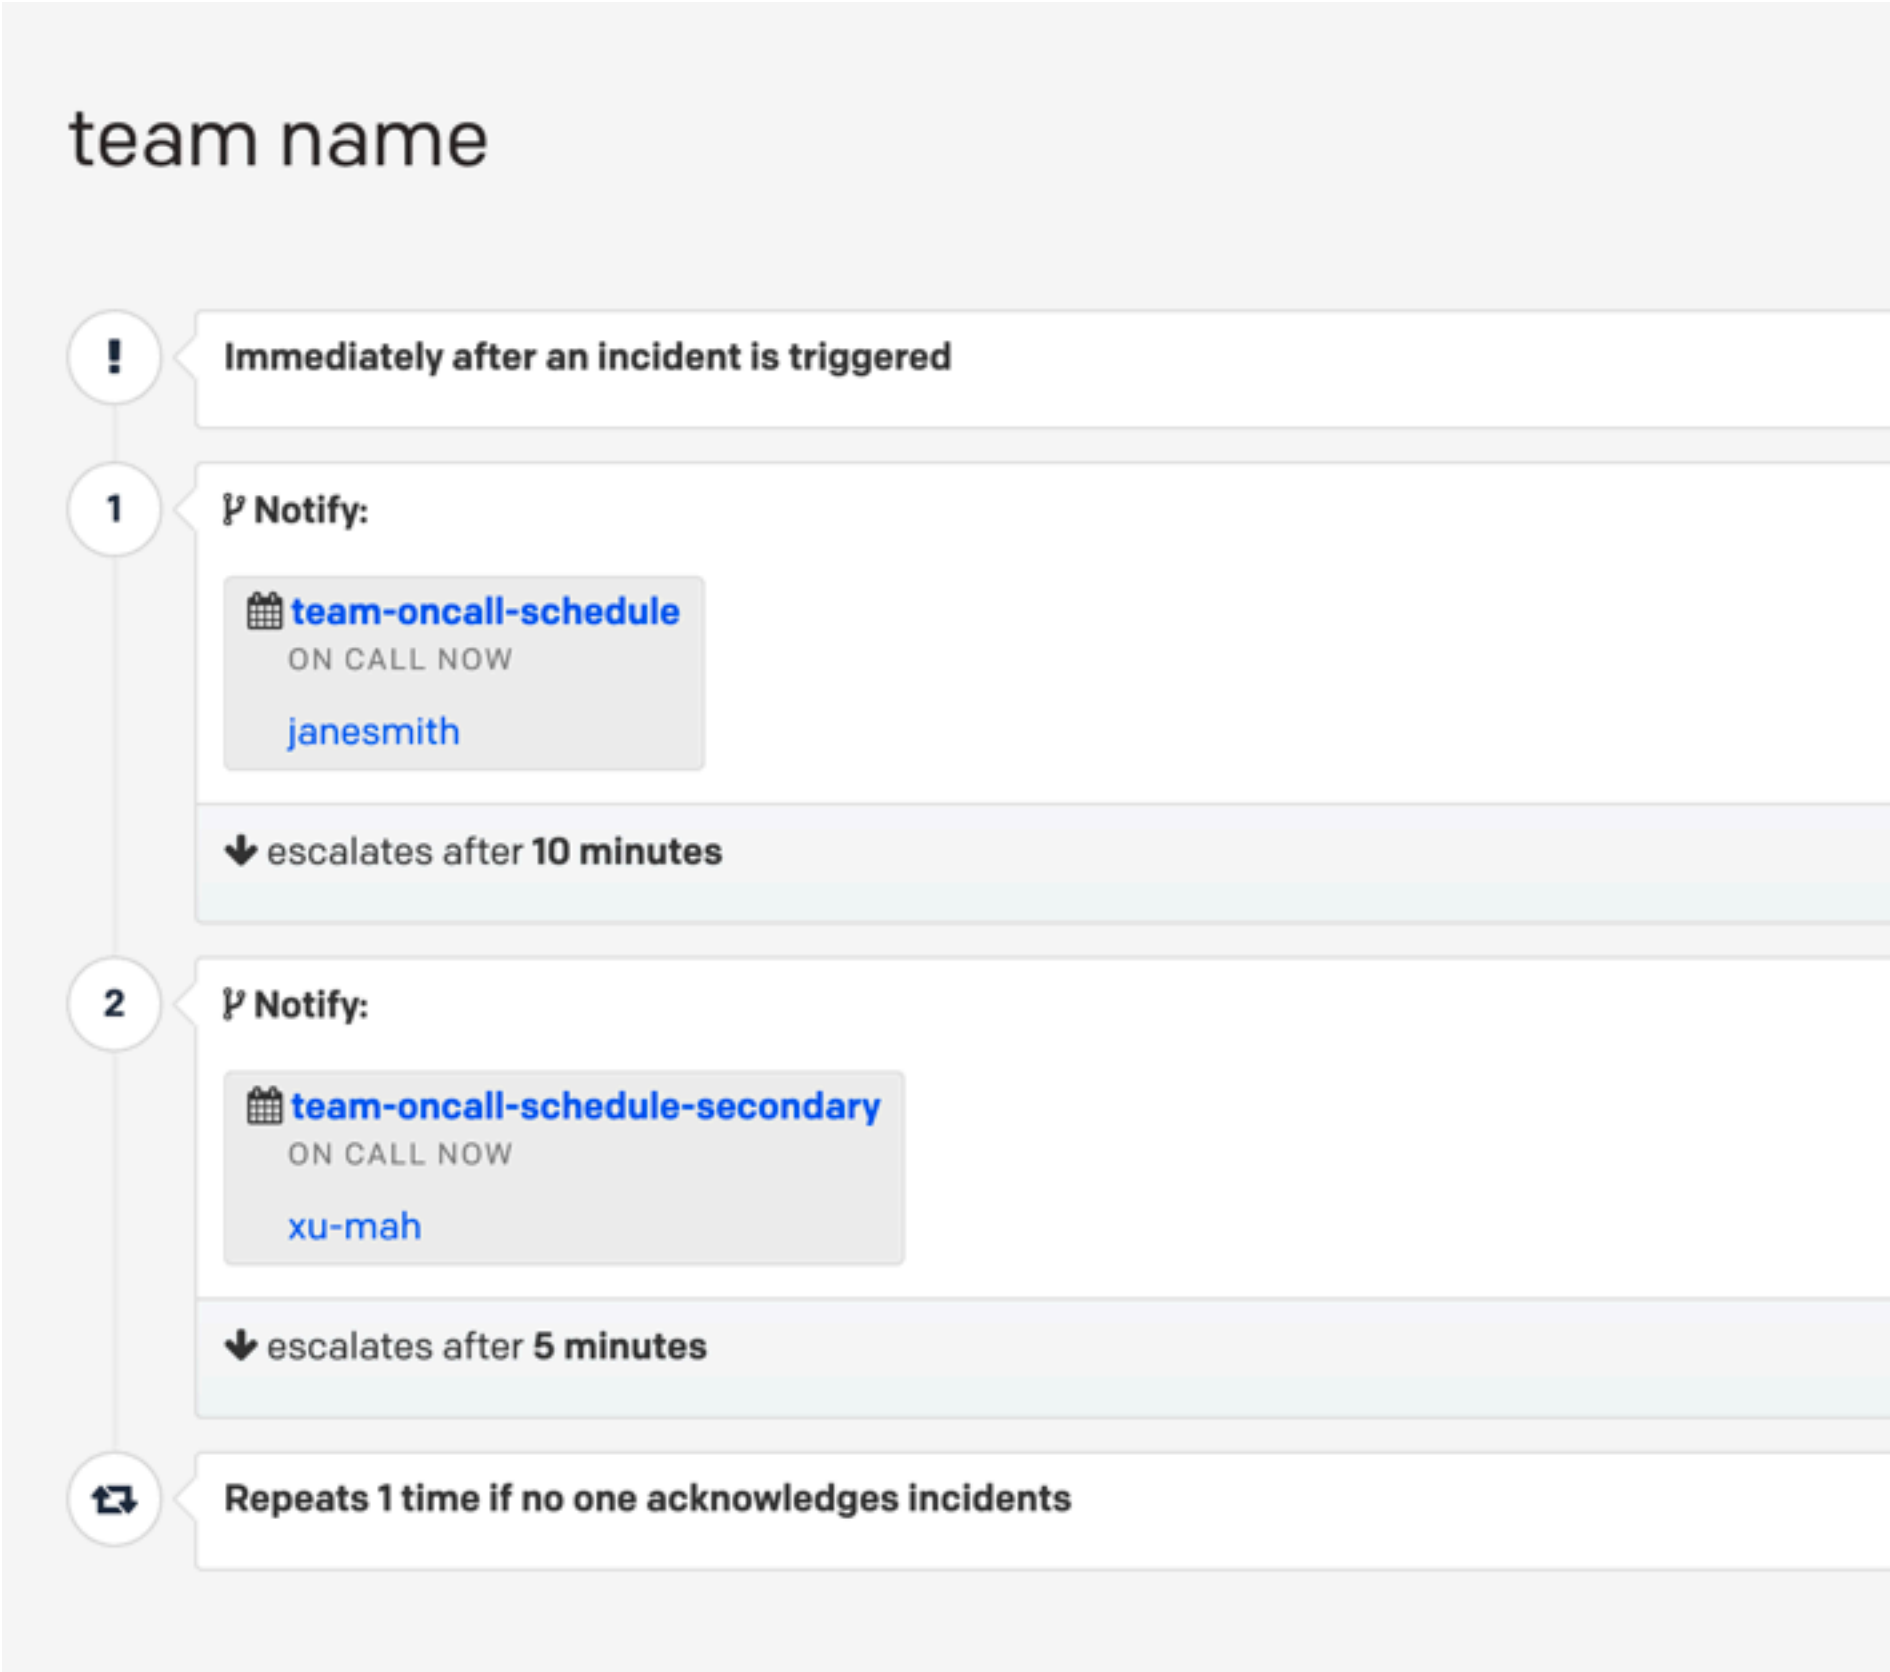 team name
!
Immediately after an incident is triggered
1
Notify:
team-oncall-schedule
ON CALL NOW
janesmith
escalates after 10 minutes
2
Notify:
team-oncall-schedule-secondary
ON CALL NOW
xu-mah
escalates after 5 minutes
Repeats 1 time if no one acknowledges incidents